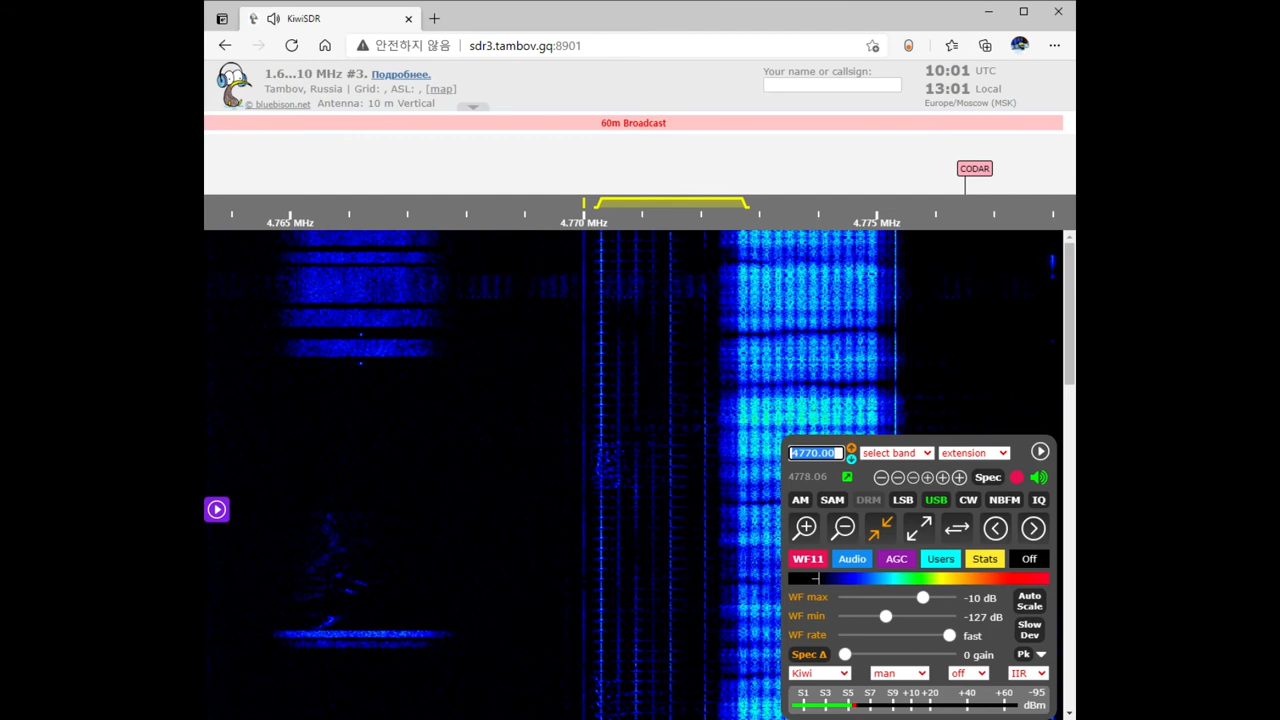 KiwiSDR
안전하지 않음
sdr3.tambov.gq:8901
1.6...10 MHz #3. Подробнее.
Tambov, Russia | Grid: , ASL: , [map]
© bluebison.net Antenna: 10 m Vertical
Your name or callsign:
10:01 UTC
13:01 Local
Europe/Moscow (MSK)
60m Broadcast
CODAR
4.765 MHz 4.770 MHz 4.775 MHz
4770.00 select band extension
4778.06 Spec
AM SAM DRM LSB USB CW NBFM IQ
WF11 Audio AGC Users Stats Off
WF max -10 dB Auto Scale
WF min -127 dB
WF rate fast Slow Dev
Spec Δ 0 gain Pk
Kiwi man off IIR
S1 S3 S5 S7 S9 +10 +20 +40 +60 -95 dBm